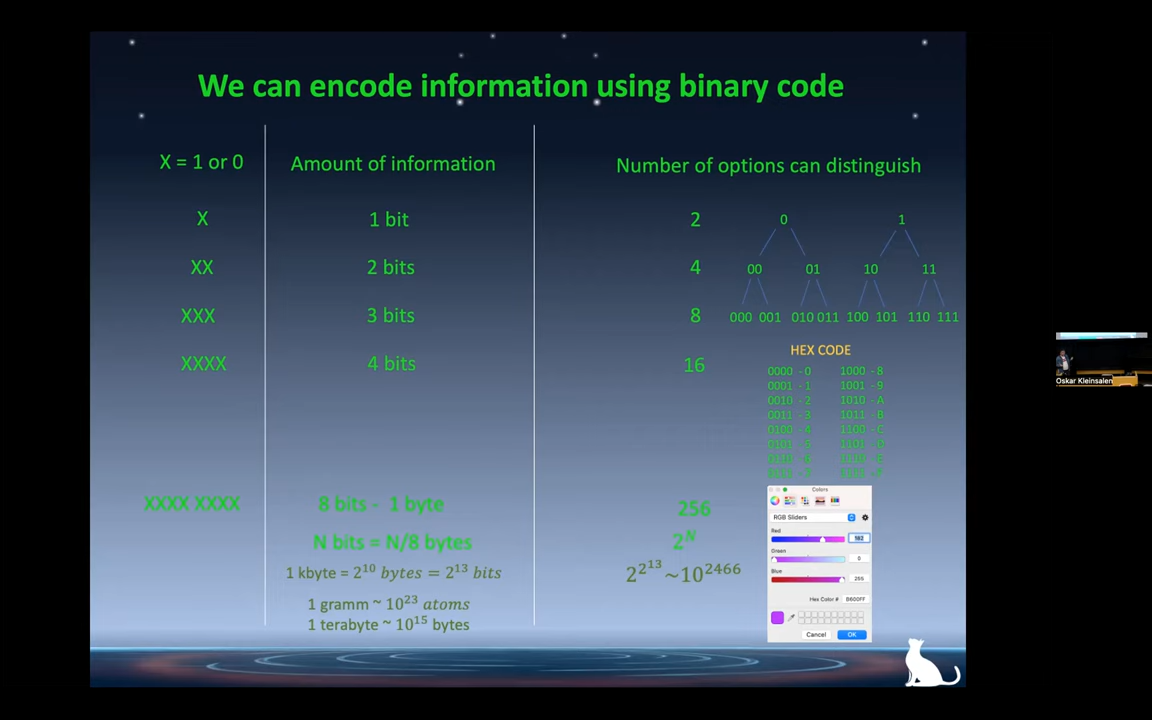 We can encode information using binary code
X = 1 or 0
Amount of information
Number of options can distinguish
X
1 bit
2
0
1
XX
2 bits
4
00
01
10
11
XXX
3 bits
8
000 001 010 011 100 101 110 111
XXXX
4 bits
16
HEX CODE
0000 - 0 1000 - 8
0001 - 1 1001 - 9
0010 - 2 1010 - A
0011 - 3 1011 - B
0100 - 4 1100 - C
XXXX XXXX
8 bits - 1 byte
256
N bits = N/8 bytes
2^N
1 kbyte = 2^10 bytes = 2^13 bits
2^2^13 ~10^2466
1 gramm ~ 10^23 atoms
1 terabyte ~ 10^15 bytes
Colors
RGB Sliders
Red
182
Green
0
Blue
255
Hex Color # B600FF
Cancel OK
Oskar Kleinsalen